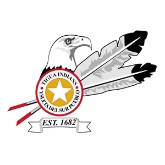 TIGUA INDIANS
YSLETA DEL SUR PUEBLO
EST. 1682